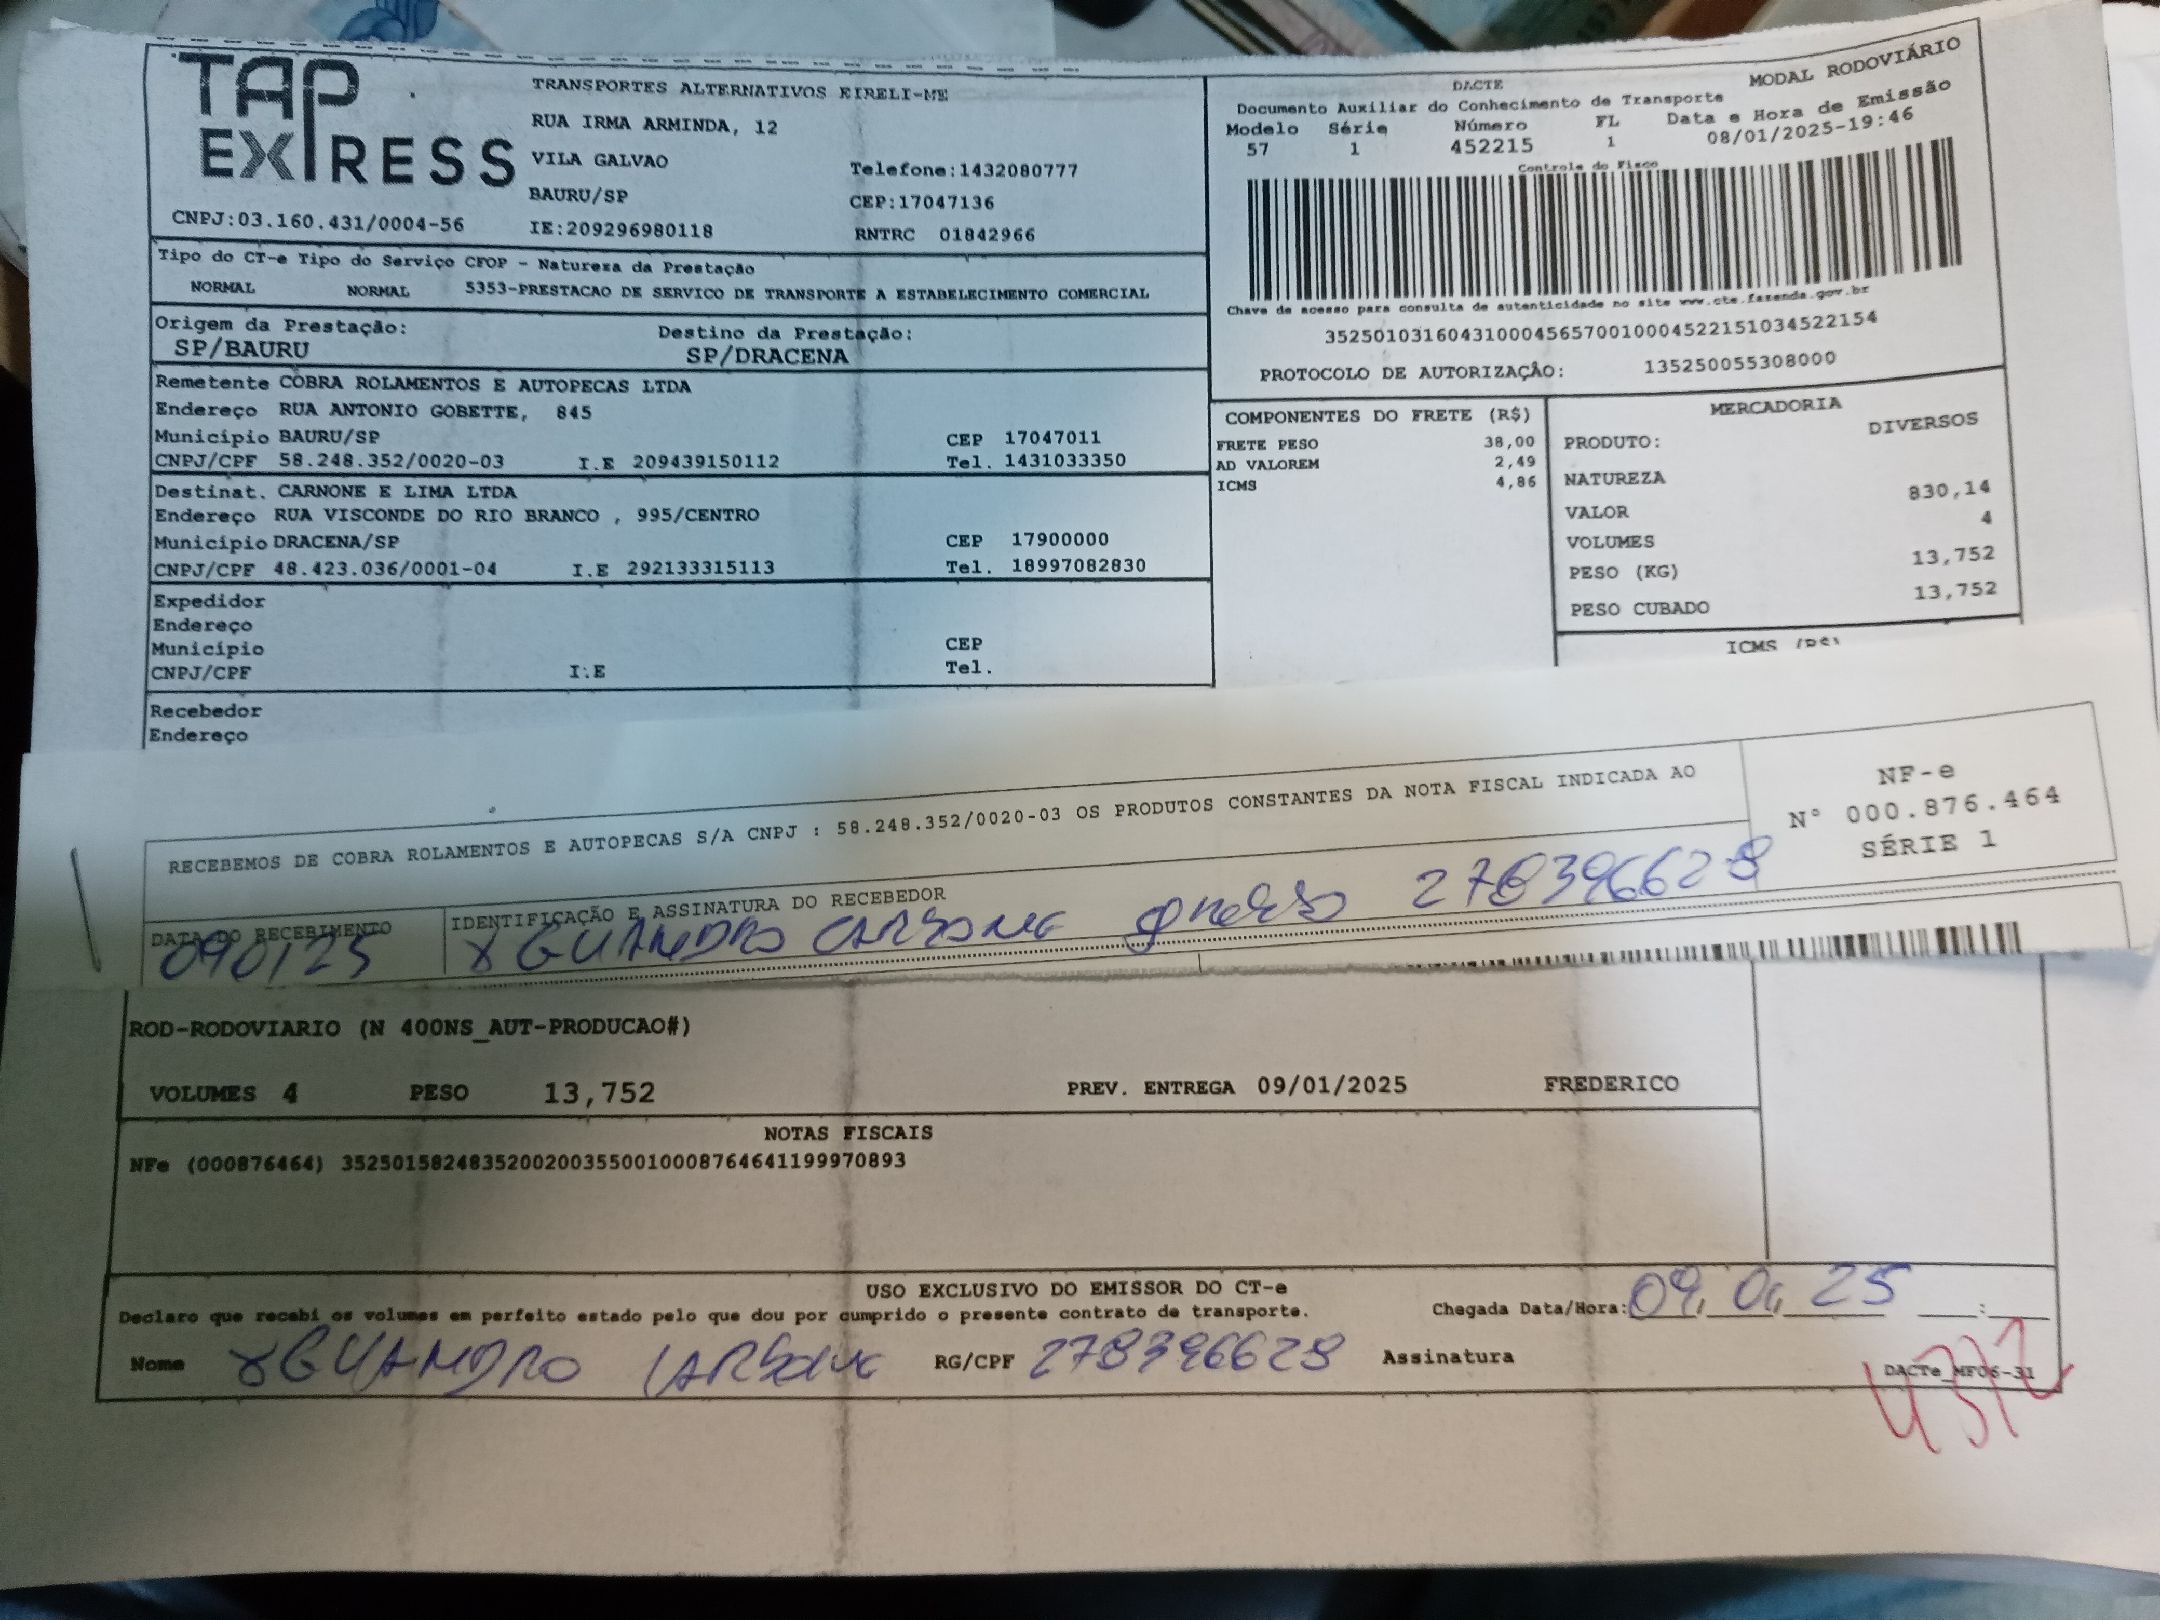 TAP EXPRESS
TRANSPORTES ALTERNATIVOS EIRELI-ME
RUA IRMA ARMINDA, 12
VILA GALVAO
Telefone:1432080777
BAURU/SP
CEP:17047136
CNPJ:03.160.431/0004-56
IE:209296980118
RNTRC 01842966
DACTE
MODAL RODOVIÁRIO
Documento Auxiliar do Conhecimento de Transporte
Modelo Série Número FL Data e Hora de Emissão
57 1 452215 1 08/01/2025-19:46
Controle do Fisco
Chave de acesso para consulta de autenticidade no site www.cte.fazenda.gov.br
35250103160431000456570010004522151034522154
PROTOCOLO DE AUTORIZAÇÃO: 135250055308000
Tipo do CT-e Tipo do Serviço CFOP - Natureza da Prestação
NORMAL NORMAL 5353-PRESTACAO DE SERVICO DE TRANSPORTE A ESTABELECIMENTO COMERCIAL
Origem da Prestação: Destino da Prestação:
SP/BAURU SP/DRACENA
Remetente COBRA ROLAMENTOS E AUTOPECAS LTDA
Endereço RUA ANTONIO GOBETTE, 845
Município BAURU/SP CEP 17047011
CNPJ/CPF 58.248.352/0020-03 I.E 209439150112 Tel. 1431033350
Destinat. CARNONE E LIMA LTDA
Endereço RUA VISCONDE DO RIO BRANCO , 995/CENTRO
Município DRACENA/SP CEP 17900000
CNPJ/CPF 48.423.036/0001-04 I.E 292133315113 Tel. 18997082830
Expedidor
Endereço
Município CEP
CNPJ/CPF I.E Tel.
Recebedor
Endereço
COMPONENTES DO FRETE (R$)
FRETE PESO 38,00
AD VALOREM 2,49
ICMS 4,86
MERCADORIA
PRODUTO: DIVERSOS
NATUREZA
VALOR 830,14
VOLUMES 4
PESO (KG) 13,752
PESO CUBADO 13,752
ICMS (R$)
RECEBEMOS DE COBRA ROLAMENTOS E AUTOPECAS S/A CNPJ : 58.248.352/0020-03 OS PRODUTOS CONSTANTES DA NOTA FISCAL INDICADA AO
NF-e
N° 000.876.464
SÉRIE 1
DATA DO RECEBIMENTO IDENTIFICAÇÃO E ASSINATURA DO RECEBEDOR
090125 278396628
ROD-RODOVIARIO (N 400NS_AUT-PRODUCAO#)
VOLUMES 4 PESO 13,752 PREV. ENTREGA 09/01/2025 FREDERICO
NOTAS FISCAIS
NFe (000876464) 35250158248352002003550010008764641199970893
USO EXCLUSIVO DO EMISSOR DO CT-e
Declaro que recebi os volumes em perfeito estado pelo que dou por cumprido o presente contrato de transporte. Chegada Data/Hora: 09, 01, 25 :
Nome RG/CPF 278396628 Assinatura
DACTe_MF06-31